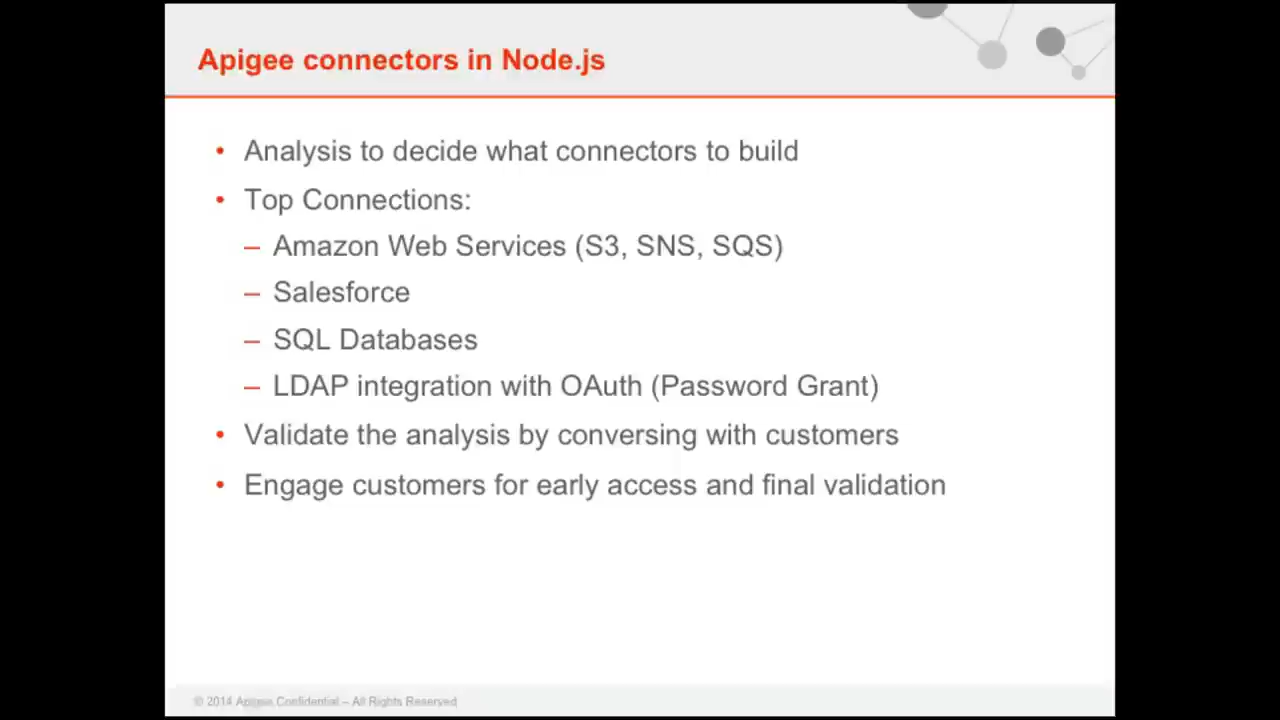 Apigee connectors in Node.js
• Analysis to decide what connectors to build
• Top Connections:
– Amazon Web Services (S3, SNS, SQS)
– Salesforce
– SQL Databases
– LDAP integration with OAuth (Password Grant)
• Validate the analysis by conversing with customers
• Engage customers for early access and final validation
© 2014 Apigee Confidential – All Rights Reserved